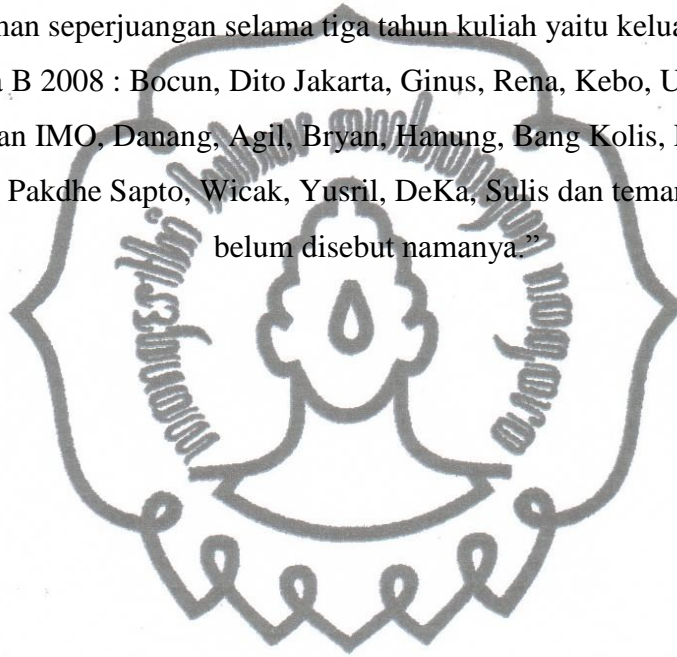 nan seperjuangan selama tiga tahun kuliah yaitu kelua
B 2008 : Bocun, Dito Jakarta, Ginus, Rena, Kebo, U
an IMO, Danang, Agil, Bryan, Hanung, Bang Kolis,
Pakdhe Sapto, Wicak, Yusril, DeKa, Sulis dan teman
belum disebut namanya.”